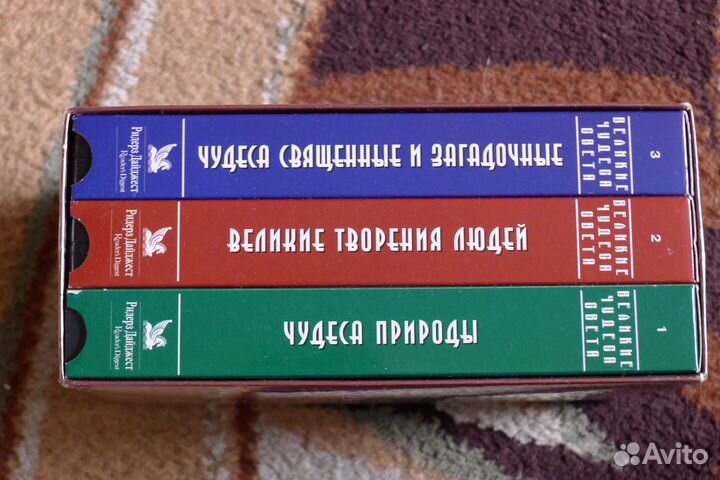 Ридерз Дайджест
Reader's Digest
ЧУДЕСА СВЯЩЕННЫЕ И ЗАГАДОЧНЫЕ
ВЕЛИКИЕ
ЧУДЕСА
СВЕТА
3
Ридерз Дайджест
Reader's Digest
ВЕЛИКИЕ ТВОРЕНИЯ ЛЮДЕЙ
ВЕЛИКИЕ
ЧУДЕСА
СВЕТА
2
Ридерз Дайджест
Reader's Digest
ЧУДЕСА ПРИРОДЫ
ВЕЛИКИЕ
ЧУДЕСА
СВЕТА
1
Avito